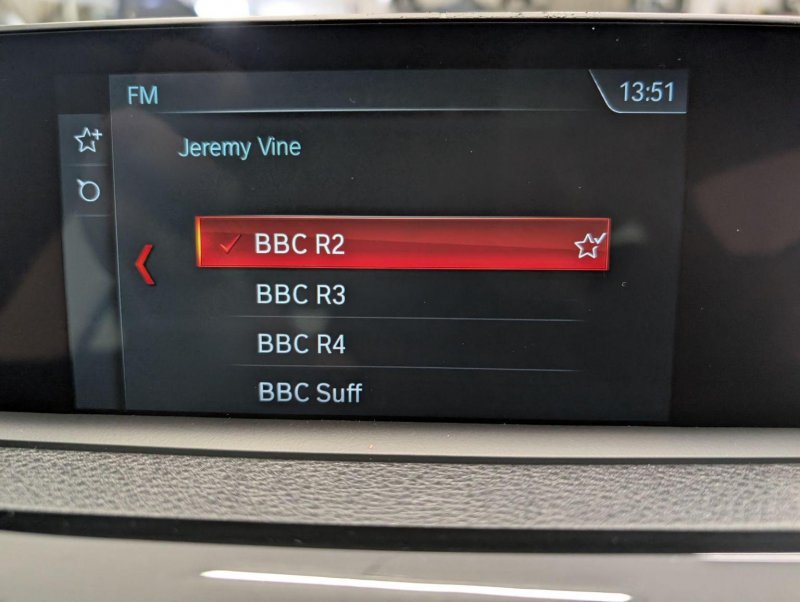 FM
13:51
Jeremy Vine
BBC R2
BBC R3
BBC R4
BBC Suff